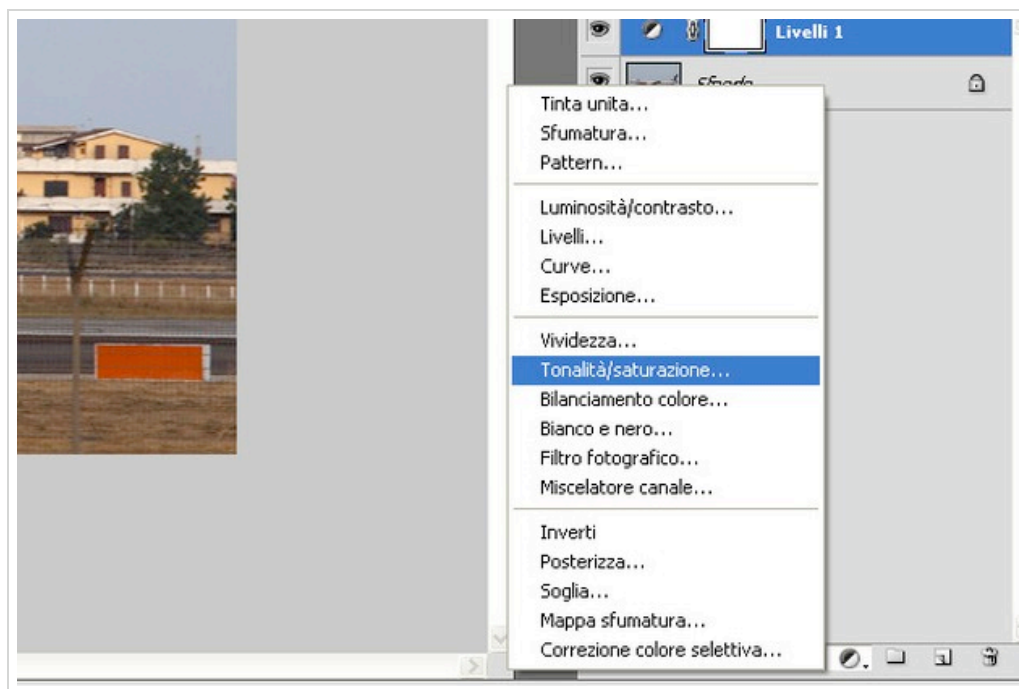 Livelli 1
Sfondo
Tinta unita...
Sfumatura...
Pattern...
Luminosità/contrasto...
Livelli...
Curve...
Esposizione...
Vividezza...
Tonalità/saturazione...
Bilanciamento colore...
Bianco e nero...
Filtro fotografico...
Miscelatore canale...
Inverti
Posterizza...
Soglia...
Mappa sfumatura...
Correzione colore selettiva...